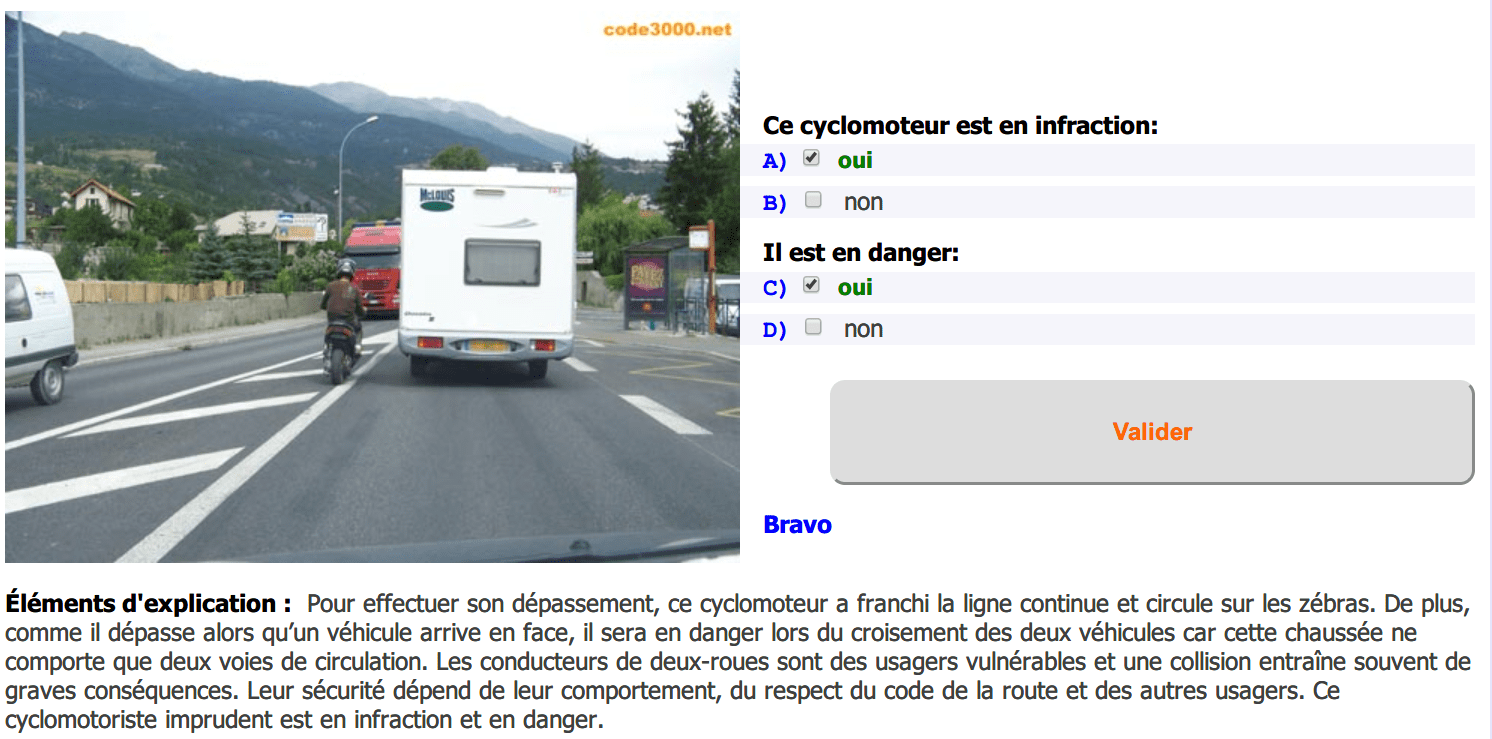 code3000.net
McLOUIS
Ce cyclomoteur est en infraction:
A) oui
B) non
Il est en danger:
C) oui
D) non
Valider
Bravo
Éléments d'explication : Pour effectuer son dépassement, ce cyclomoteur a franchi la ligne continue et circule sur les zébras. De plus,
comme il dépasse alors qu’un véhicule arrive en face, il sera en danger lors du croisement des deux véhicules car cette chaussée ne
comporte que deux voies de circulation. Les conducteurs de deux-roues sont des usagers vulnérables et une collision entraîne souvent de
graves conséquences. Leur sécurité dépend de leur comportement, du respect du code de la route et des autres usagers. Ce
cyclomotoriste imprudent est en infraction et en danger.